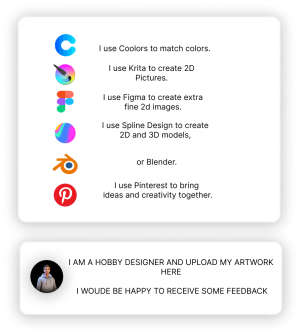 I use Coolors to match colors.
I use Krita to create 2D
Pictures.
I use Figma to create extra
fine 2d images.
I use Spline Design to create
2D and 3D models,
or Blender.
I use Pinterest to bring
ideas and creativity together.
I AM A HOBBY DESIGNER AND UPLOAD MY ARTWORK
HERE
I WOUDE BE HAPPY TO RECEIVE SOME FEEDBACK